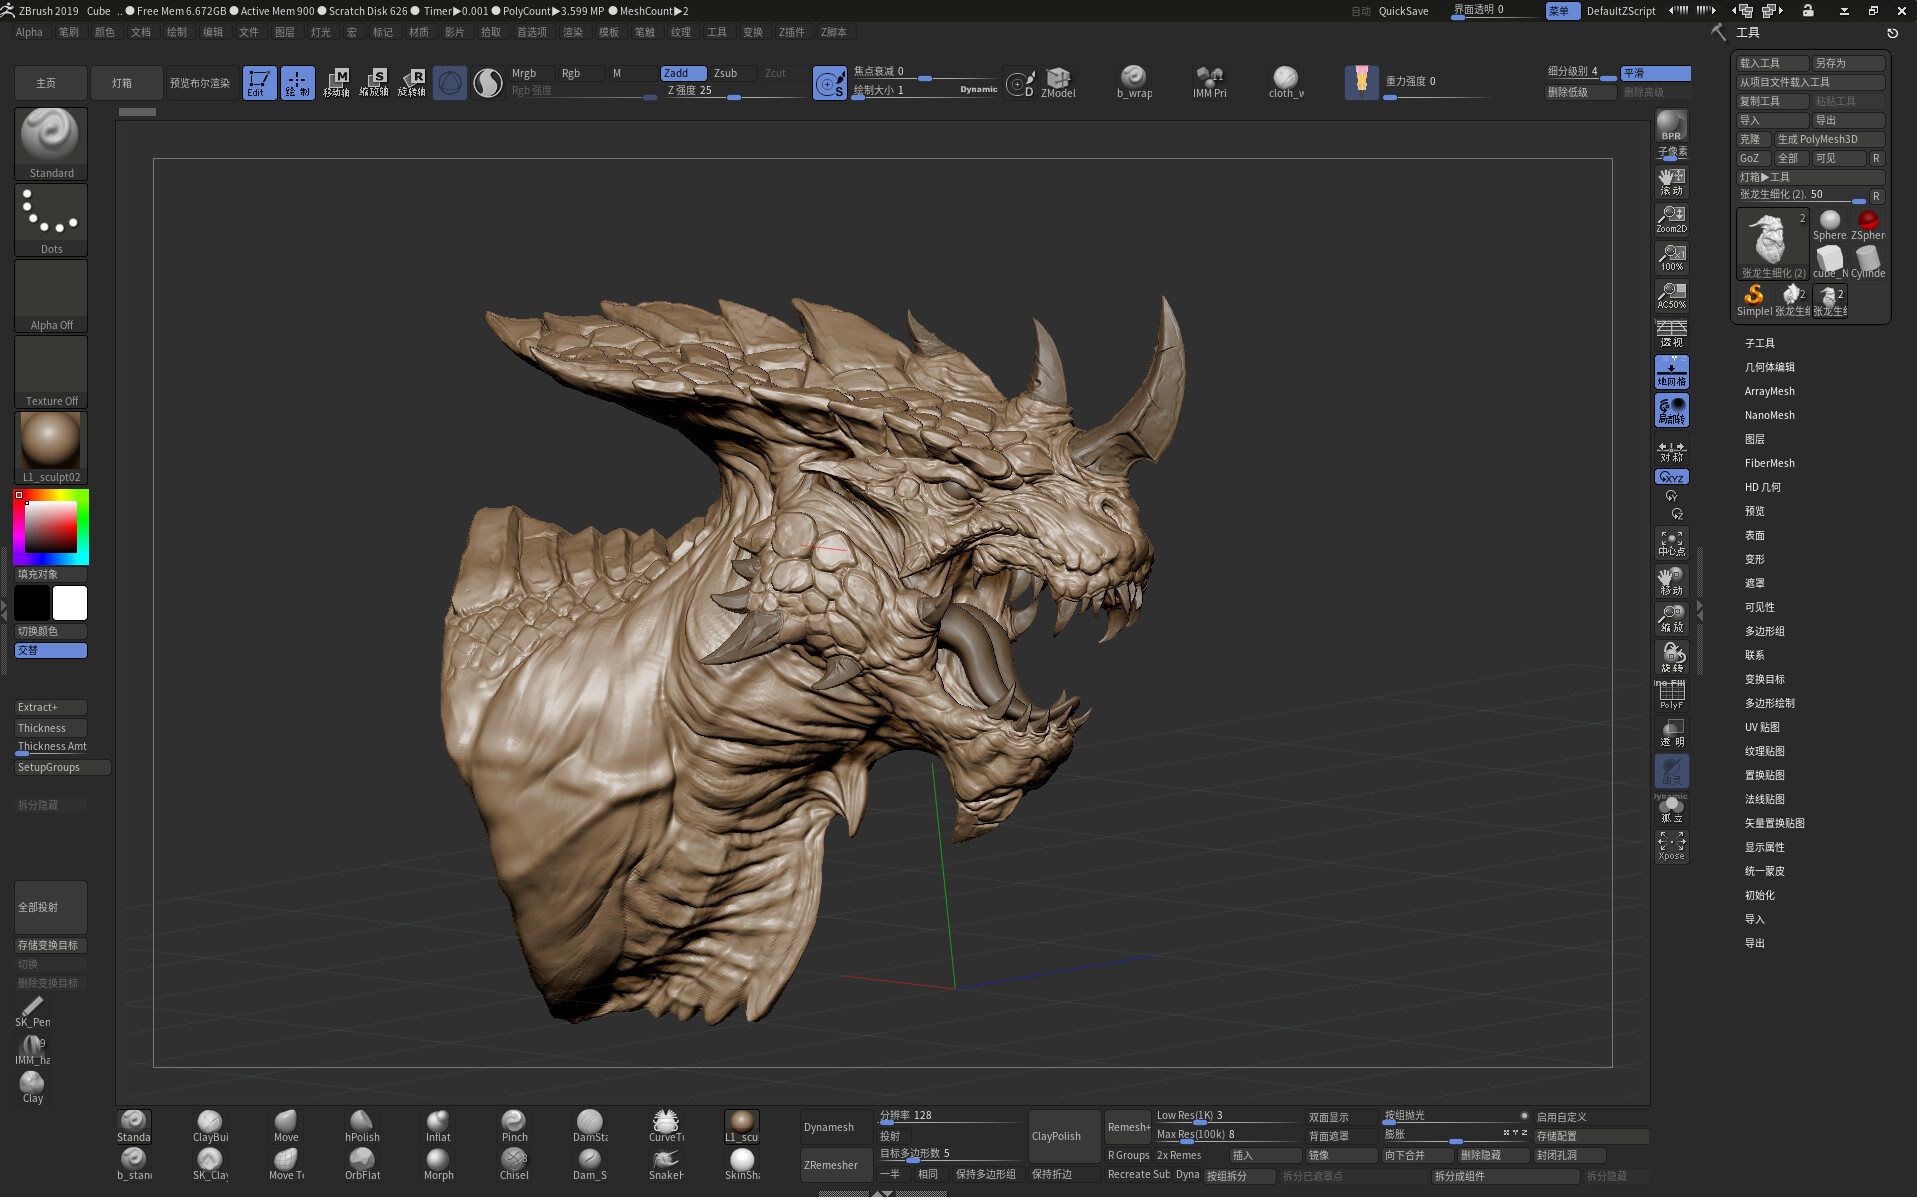 ZBrush 2019 Cube .. ● Free Mem 6.672GB ● Active Mem 900 ● Scratch Disk 626 ● Timer▶0.001 ● PolyCount▶3.599 MP ● MeshCount▶2 自动 QuickSave 界面透明 0 菜单 DefaultZScript
Alpha 笔刷 颜色 文档 绘制 编辑 文件 图层 灯光 宏 标记 材质 影片 拾取 首选项 渲染 模板 笔触 纹理 工具 变换 Z插件 Z脚本
主页 灯箱 预览布尔渲染 Edit 绘制 移动轴 缩放轴 旋转轴
Mrgb Rgb M Zadd Zsub Zcut
Rgb 强度 Z 强度 25
焦点衰减 0
绘制大小 1 Dynamic
ZModel b_wrap IMM Pri cloth_w 重力强度 0
细分级别 4 平滑
删除低级 删除高级
Standard
Dots
Alpha Off
Texture Off
L1_sculpt02
填充对象
切换颜色
交替
Extract+
Thickness
Thickness Amt
SetupGroups
拆分隐藏
全部投射
存储变换目标
切换
删除变换目标
SK_Pen
9
IMM_ha
Clay
BPR
子像素
滚动
Zoom2D
100%
AC50%
透视
地网格
局部转
对称
XYZ
Y
Z
中心点
移动
缩放
旋转
PolyF
透明
Dynamic
孤立
Xpose
工具
载入工具 另存为
从项目文件载入工具
复制工具 粘贴工具
导入 导出
克隆 生成 PolyMesh3D
GoZ 全部 可见 R
灯箱▶工具
张龙生细化 (2). 50 R
2
Sphere ZSpher
张龙生细化 (2) cube_N Cylinde
2 2
Simplel 张龙生细 张龙生细
子工具
几何体编辑
ArrayMesh
NanoMesh
图层
FiberMesh
HD 几何
预览
表面
变形
遮罩
可见性
多边形组
联系
变换目标
多边形绘制
UV 贴图
纹理贴图
置换贴图
法线贴图
矢量置换贴图
显示属性
统一蒙皮
初始化
导入
导出
Standa ClayBui Move hPolish Inflat Pinch DamSta CurveTu L1_scu
b_stand SK_Clay Move To OrbFlat Morph Chisel Dam_S SnakeH SkinSha
Dynamesh 分辨率 128
投射
ZRemesher 目标多边形数 5
一半 相同 保持多边形组 保持折边
ClayPolish Remesh+
Low Res(1K) 3 双面显示 按组抛光 启用自定义
Max Res(100k) 8 背面遮罩 膨胀 X Y Z 存储配置
R Groups 2x Remes 插入 镜像 向下合并 删除隐藏 封闭孔洞
Recreate Sub Dyna 按组拆分 拆分已遮罩点 拆分成组件 拆分隐藏